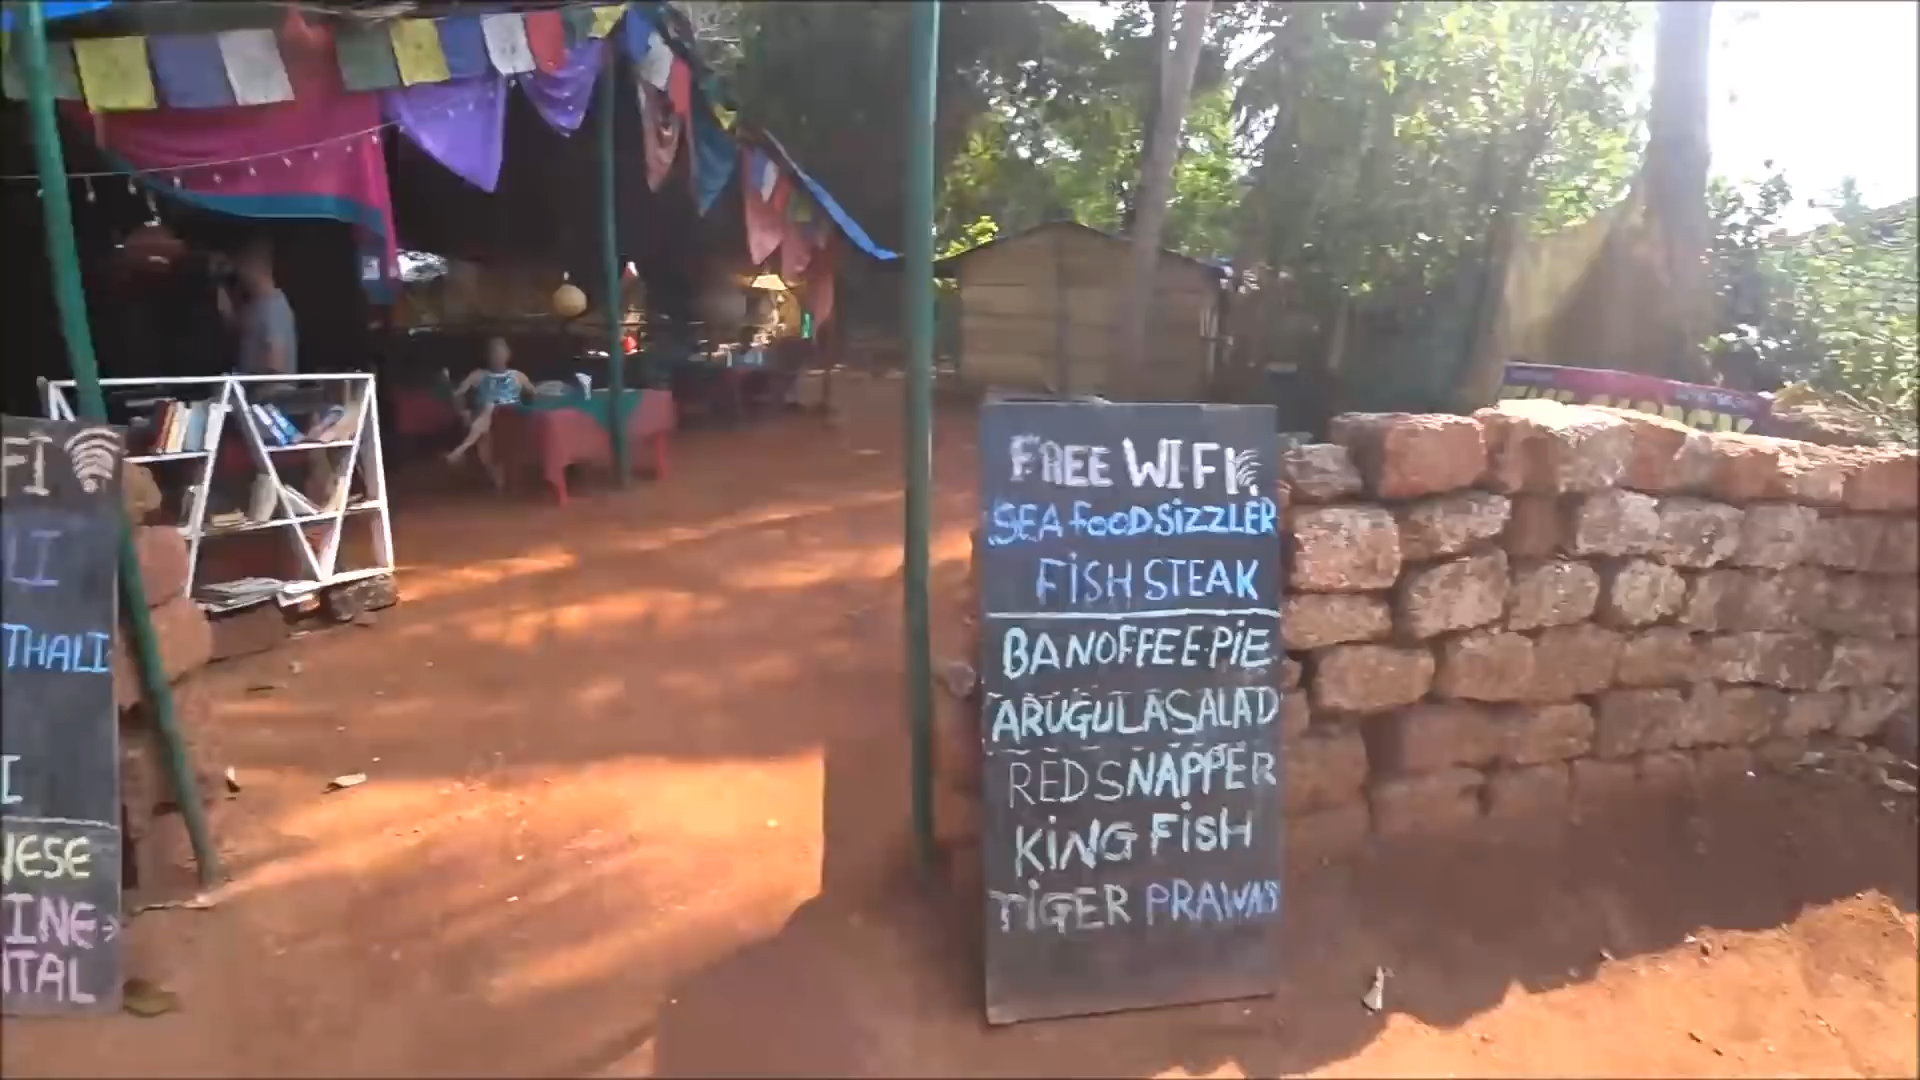 FI
LI
THALI
I
NESE
INE
ITAL
FREE WIFI
SEA FOOD SIZZLER
FISH STEAK
BANOFFEE PIE
ARUGULA SALAD
RED SNAPPER
KING FISH
TIGER PRAWNS